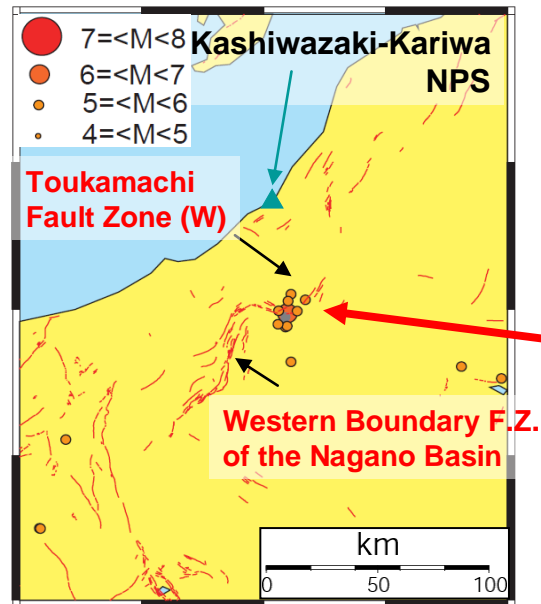 7=<M<8
6=<M<7
5=<M<6
4=<M<5
Kashiwazaki-Kariwa
NPS
Toukamachi
Fault Zone (W)
Western Boundary F.Z.
of the Nagano Basin
km
0 50 100